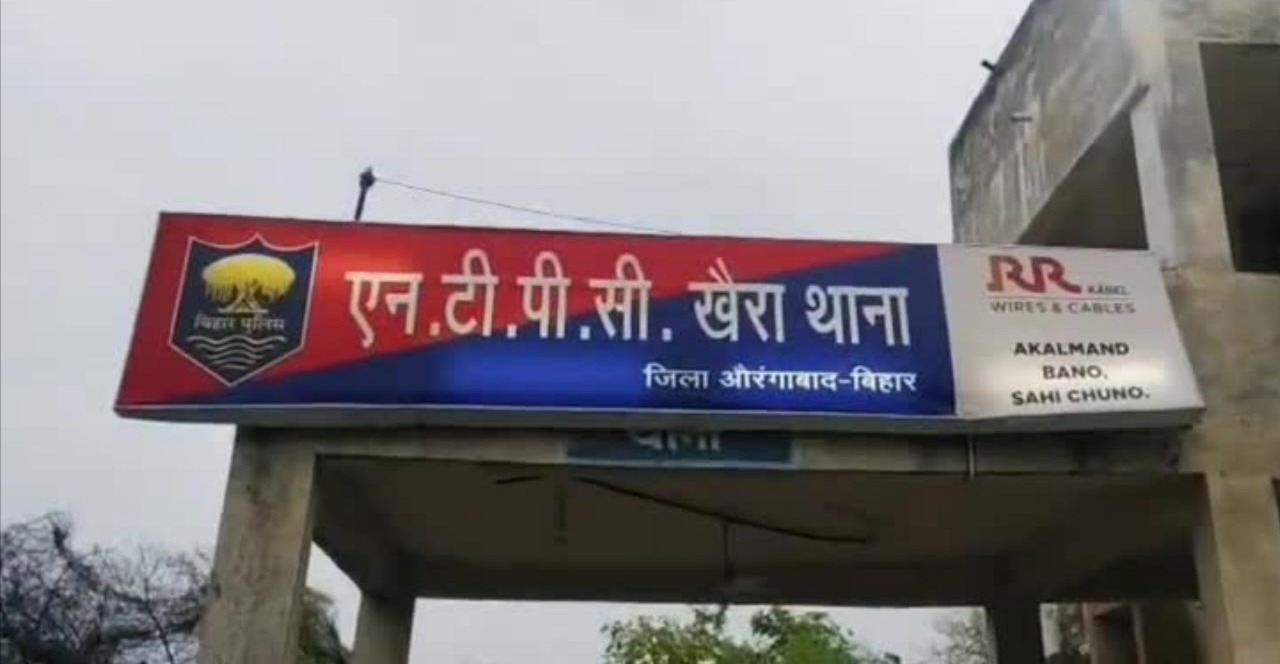 बिहार पुलिस
एन.टी.पी.सी. खैरा थाना
जिला औरंगाबाद-बिहार
RR KABEL
WIRES & CABLES
AKALMAND
BANO,
SAHI CHUNO.
थाना